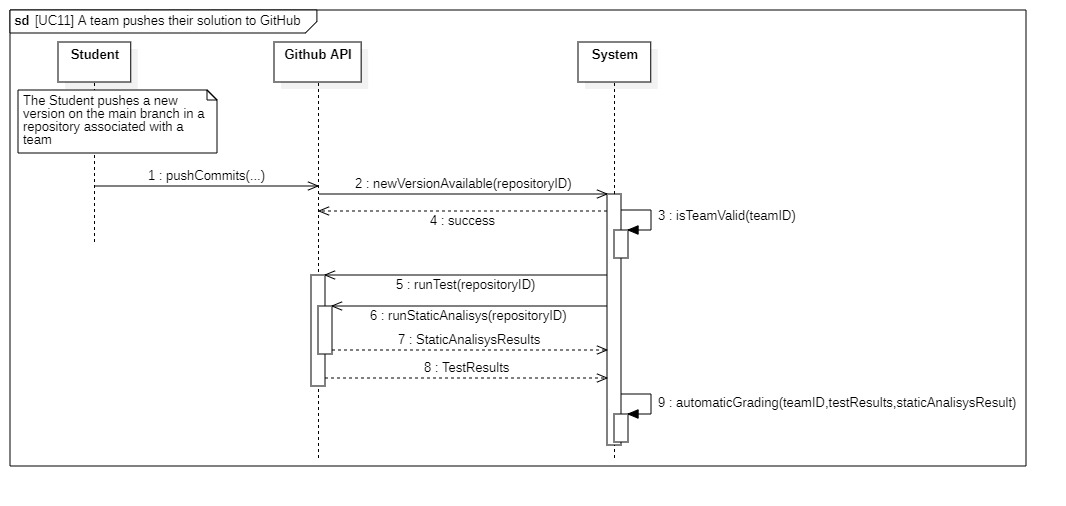 sd [UC11] A team pushes their solution to GitHub
Student
Github API
System
The Student pushes a new
version on the main branch in a
repository associated with a
team
1 : pushCommits(...)
2 : newVersionAvailable(repositoryID)
3 : isTeamValid(teamID)
4 : success
5 : runTest(repositoryID)
6 : runStaticAnalisys(repositoryID)
7 : StaticAnalisysResults
8 : TestResults
9 : automaticGrading(teamID,testResults,staticAnalisysResult)